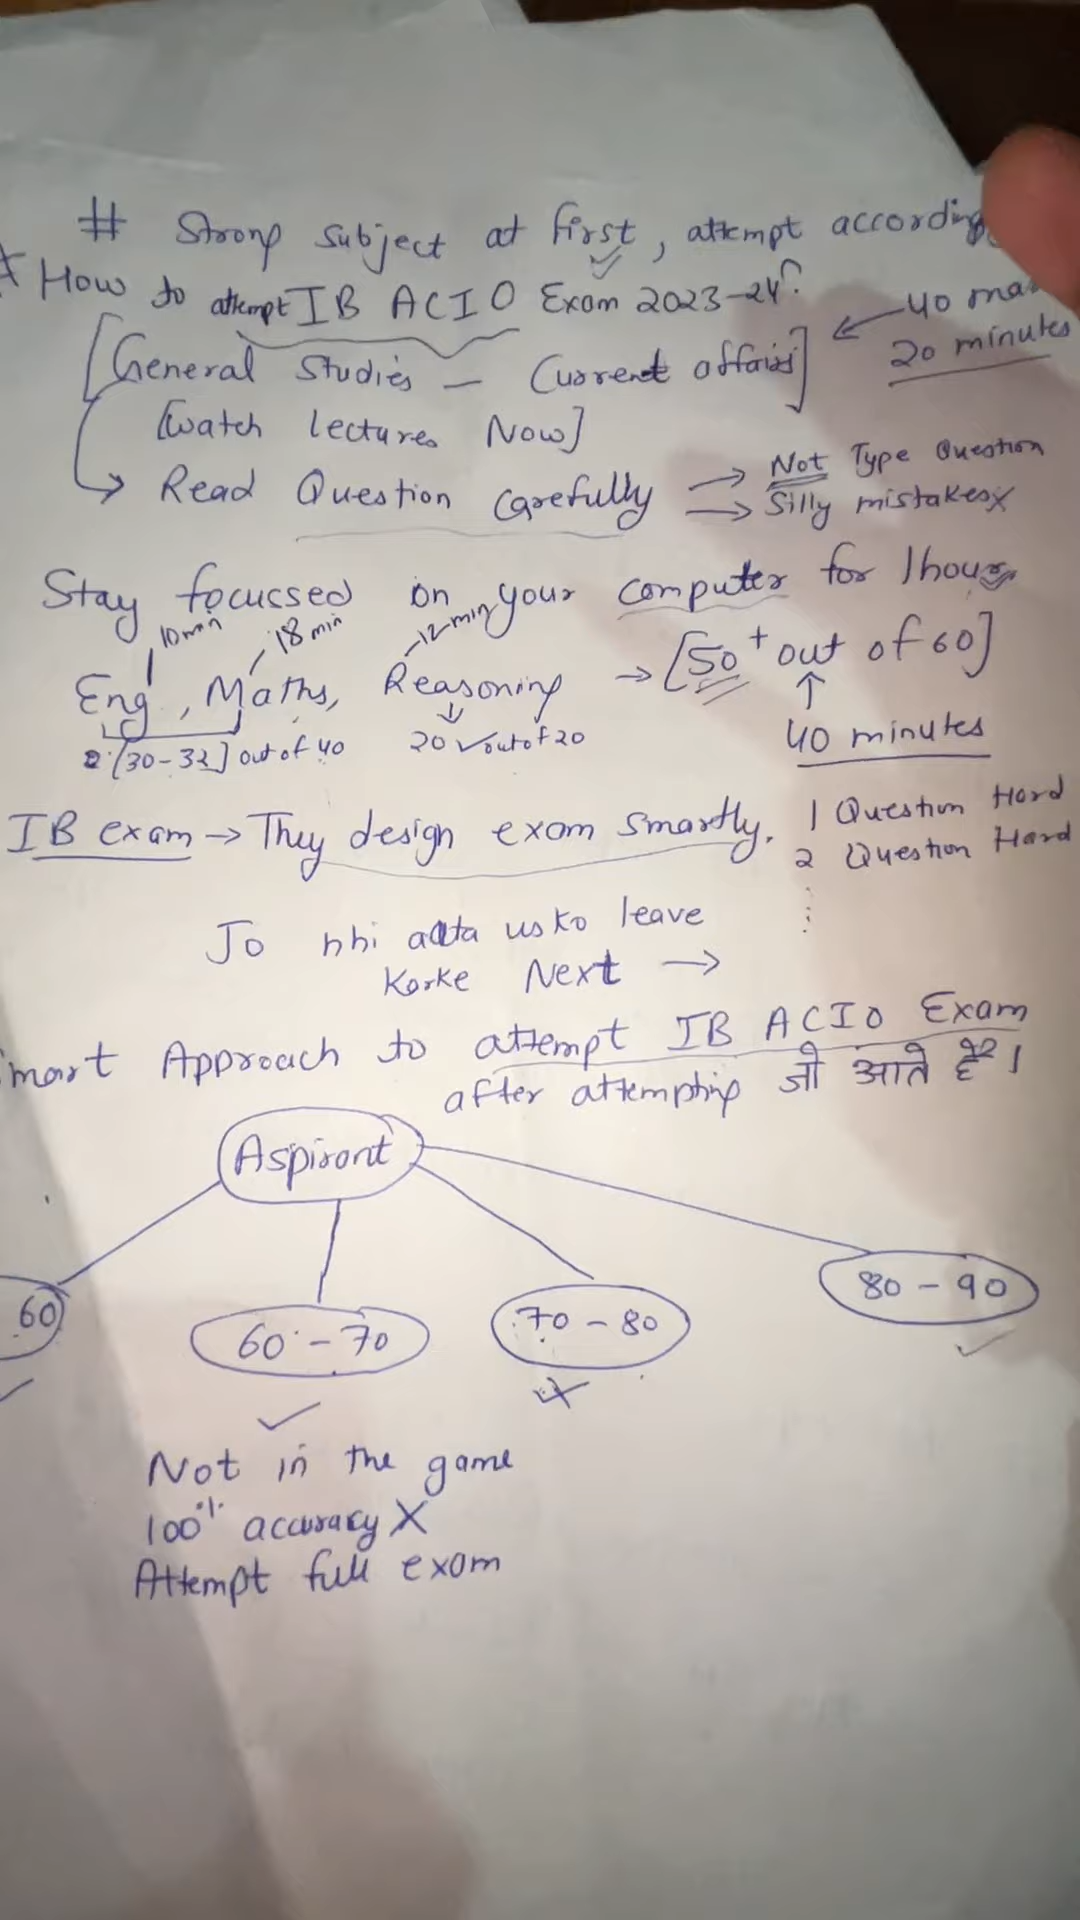 # Strong subject at first, attempt according
* How to attempt IB ACIO Exam 2023-24?
[General Studies - Current affairs] ← 40 ma
20 minutes
[Watch lectures Now]
→ Read Question carefully → Not Type Question
→ Silly mistakes x
Stay focussed on your computer for 1 hour
10 min 18 min 12 min
Eng, Maths, Reasoning → [50+ out of 60]
[30-32] out of 40 20 ✓ out of 20 40 minutes
IB exam → They design exam smartly. 1 Question Hard
2 Question Hard
Jo nhi aata usko leave
Karke Next →
mart Approach to attempt IB ACIO Exam
after attempting जो आते है।
Aspirant
60 60-70 70-80 80-90
Not in the game
100% accuracy X
Attempt full exam